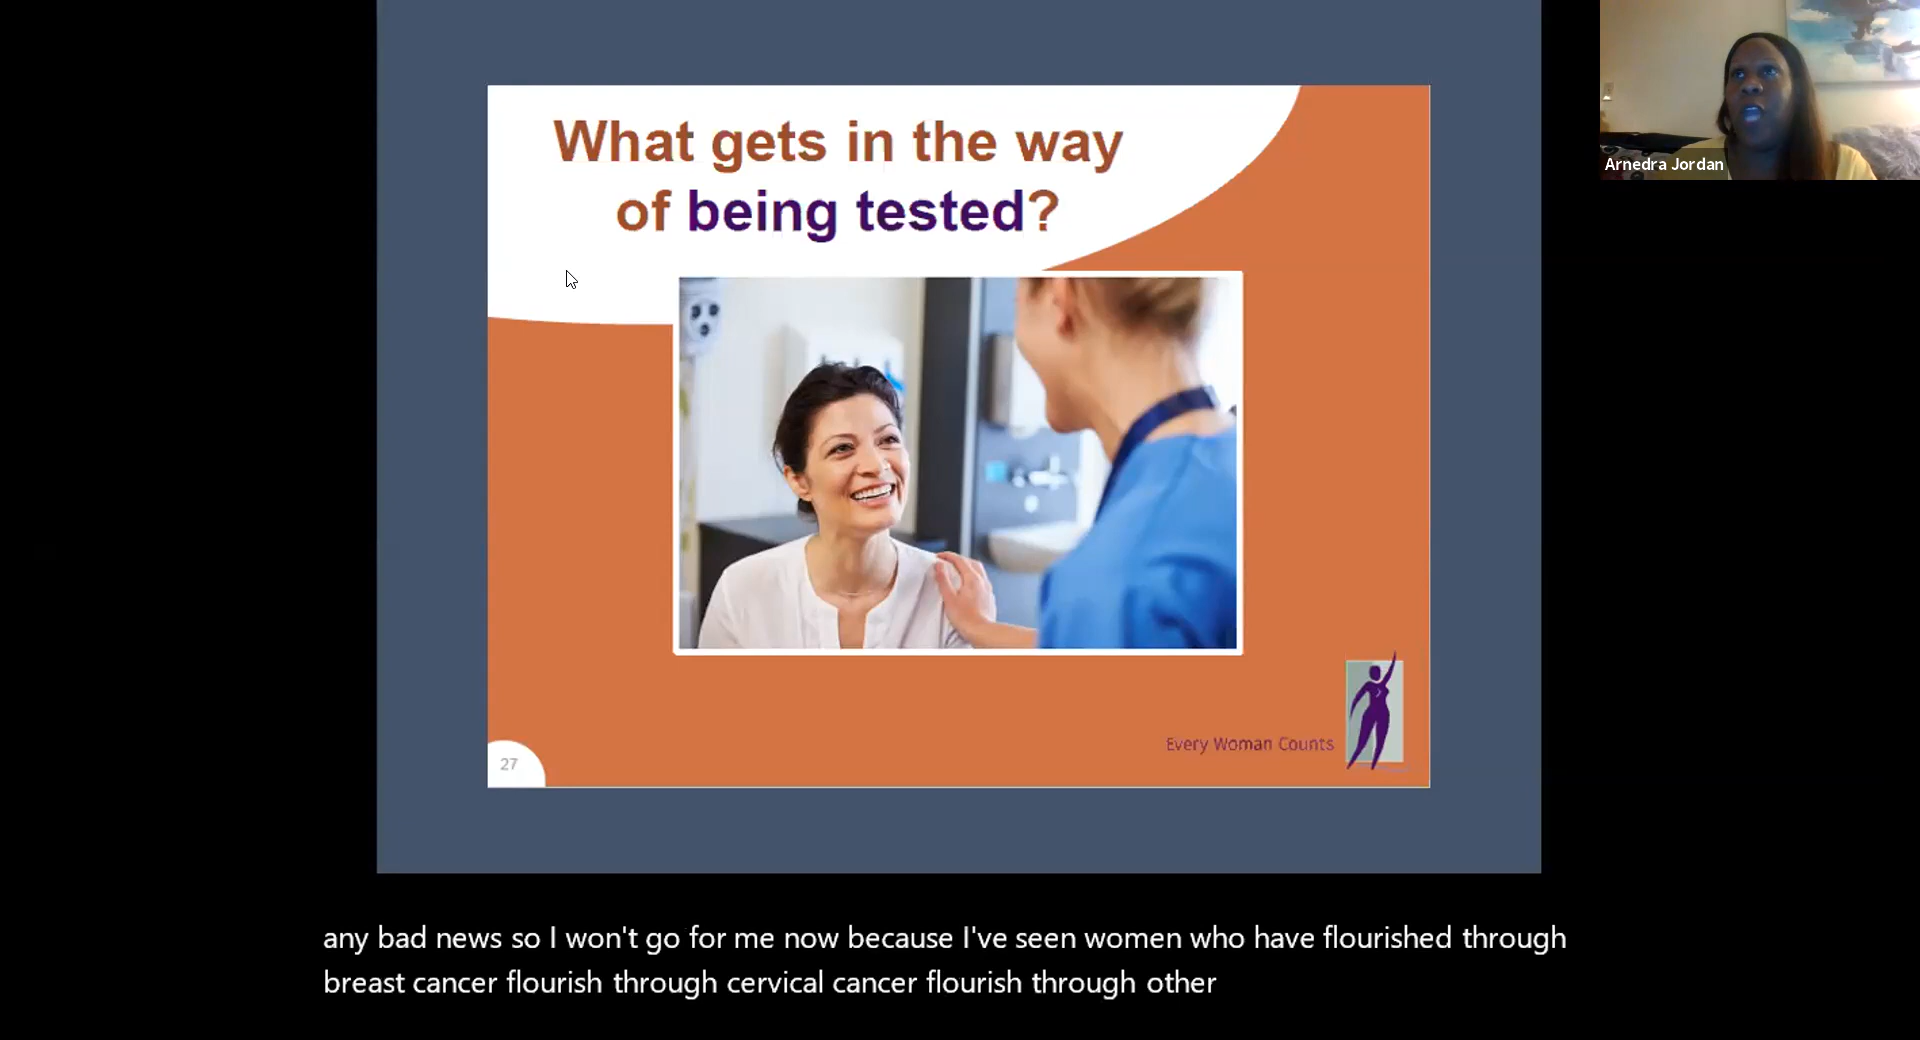 What gets in the way
of being tested?
Arnedra Jordan
Every Woman Counts
27
any bad news so I won't go for me now because I've seen women who have flourished through
breast cancer flourish through cervical cancer flourish through other